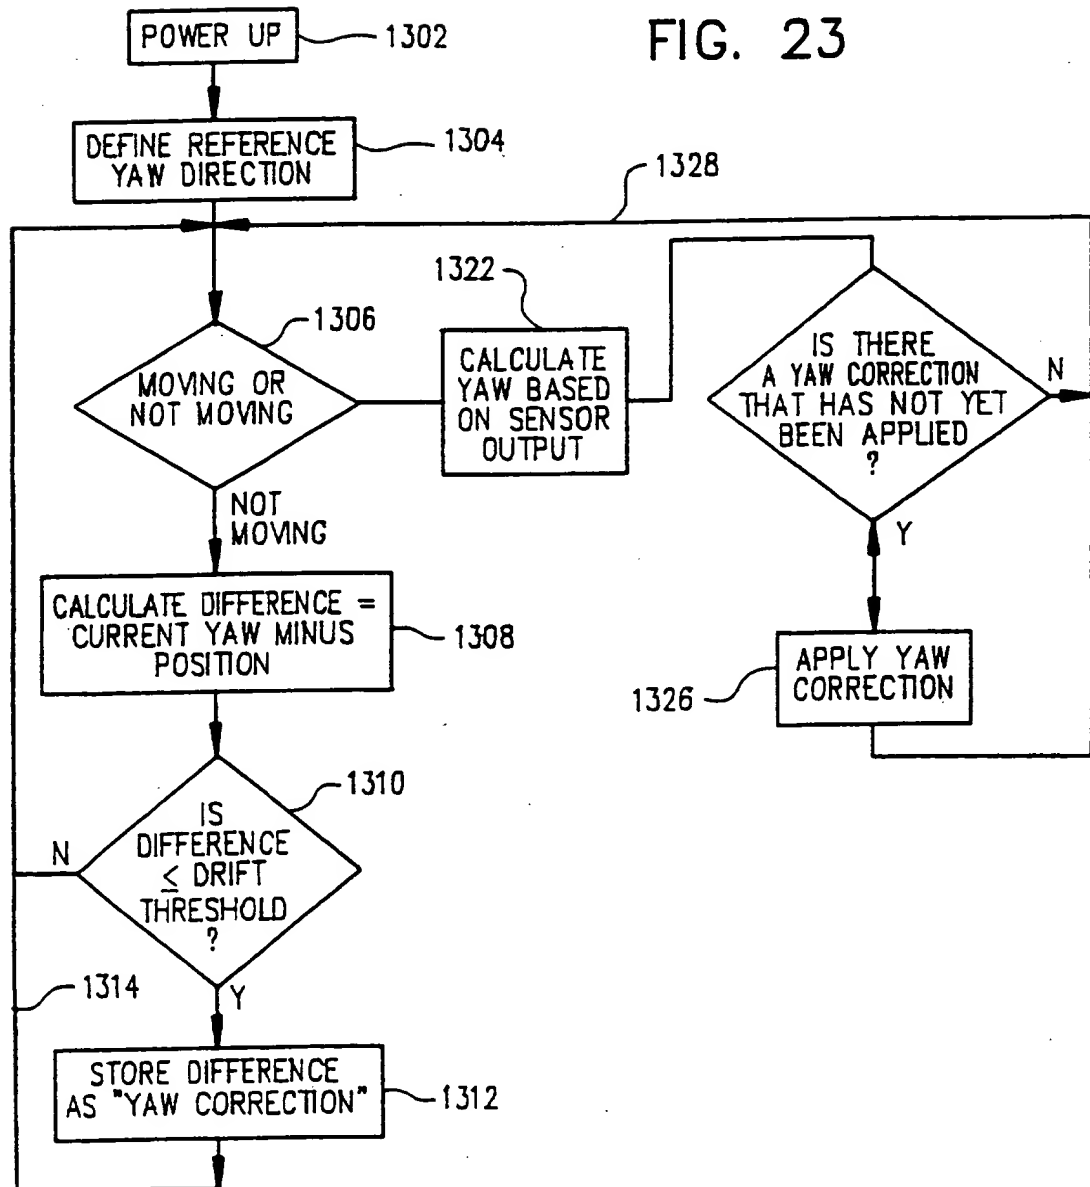 FIG. 23
POWER UP
1302
DEFINE REFERENCE
YAW DIRECTION
1304
1328
1322
1306
MOVING OR
NOT MOVING
CALCULATE
YAW BASED
ON SENSOR
OUTPUT
IS THERE
A YAW CORRECTION
THAT HAS NOT YET
BEEN APPLIED
?
N
Y
NOT
MOVING
CALCULATE DIFFERENCE =
CURRENT YAW MINUS
POSITION
1308
1326
APPLY YAW
CORRECTION
1310
IS
DIFFERENCE
≤ DRIFT
THRESHOLD
?
N
1314
Y
STORE DIFFERENCE
AS "YAW CORRECTION"
1312